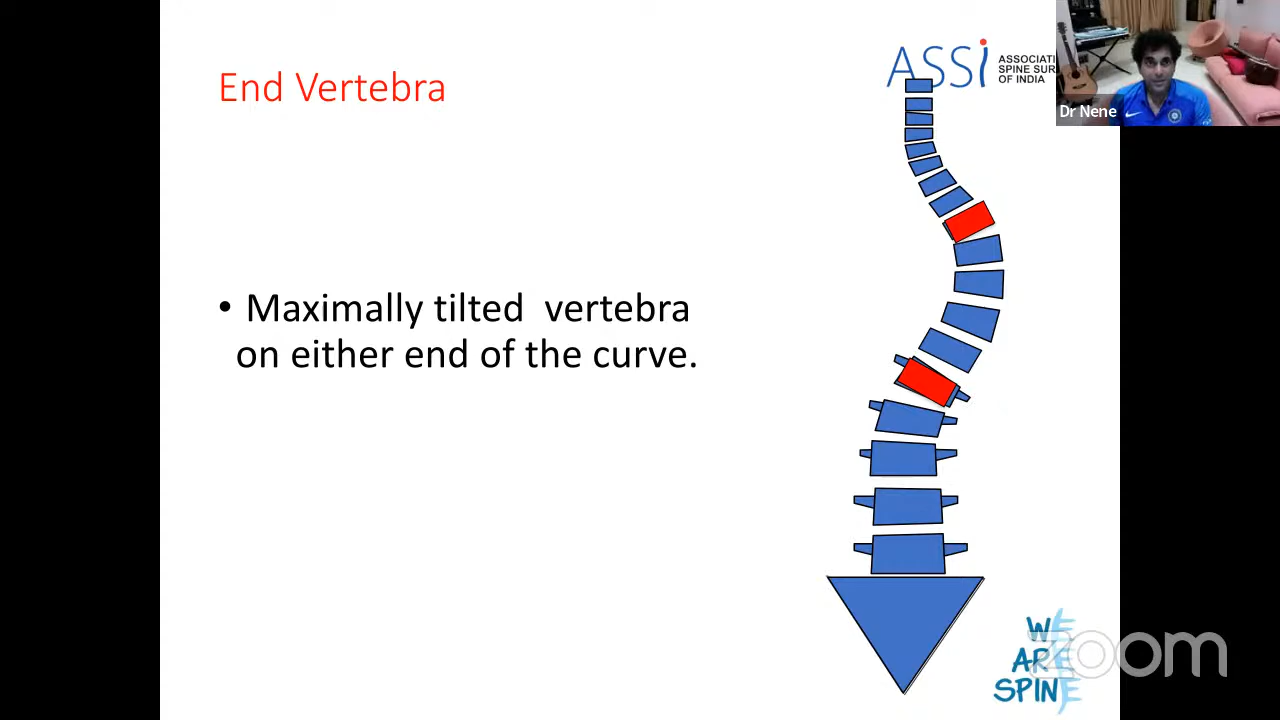 End Vertebra
ASSi
ASSOCIATI
SPINE SUR
OF INDIA
Dr Nene
• Maximally tilted vertebra
on either end of the curve.
WE
ARE
SPINE
zoom